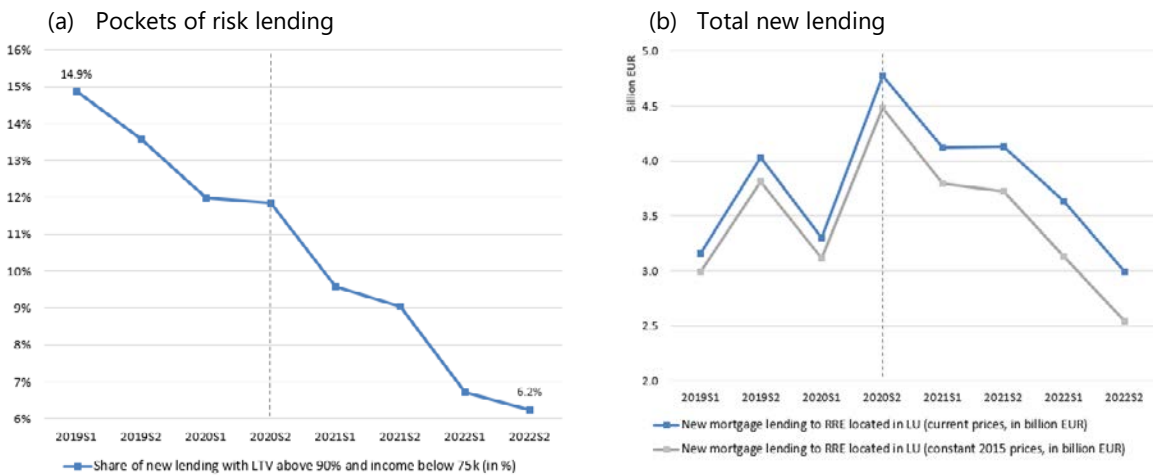 (a) Pockets of risk lending
16%
15%
14%
13%
12%
11%
10%
9%
8%
7%
6%
14.9%
6.2%
2019S1 2019S2 2020S1 2020S2 2021S1 2021S2 2022S1 2022S2
Share of new lending with LTV above 90% and income below 75k (in %)
(b) Total new lending
Billion EUR
5.0
4.5
4.0
3.5
3.0
2.5
2.0
2019S1 2019S2 2020S1 2020S2 2021S1 2021S2 2022S1 2022S2
New mortgage lending to RRE located in LU (current prices, in billion EUR)
New mortgage lending to RRE located in LU (constant 2015 prices, in billion EUR)